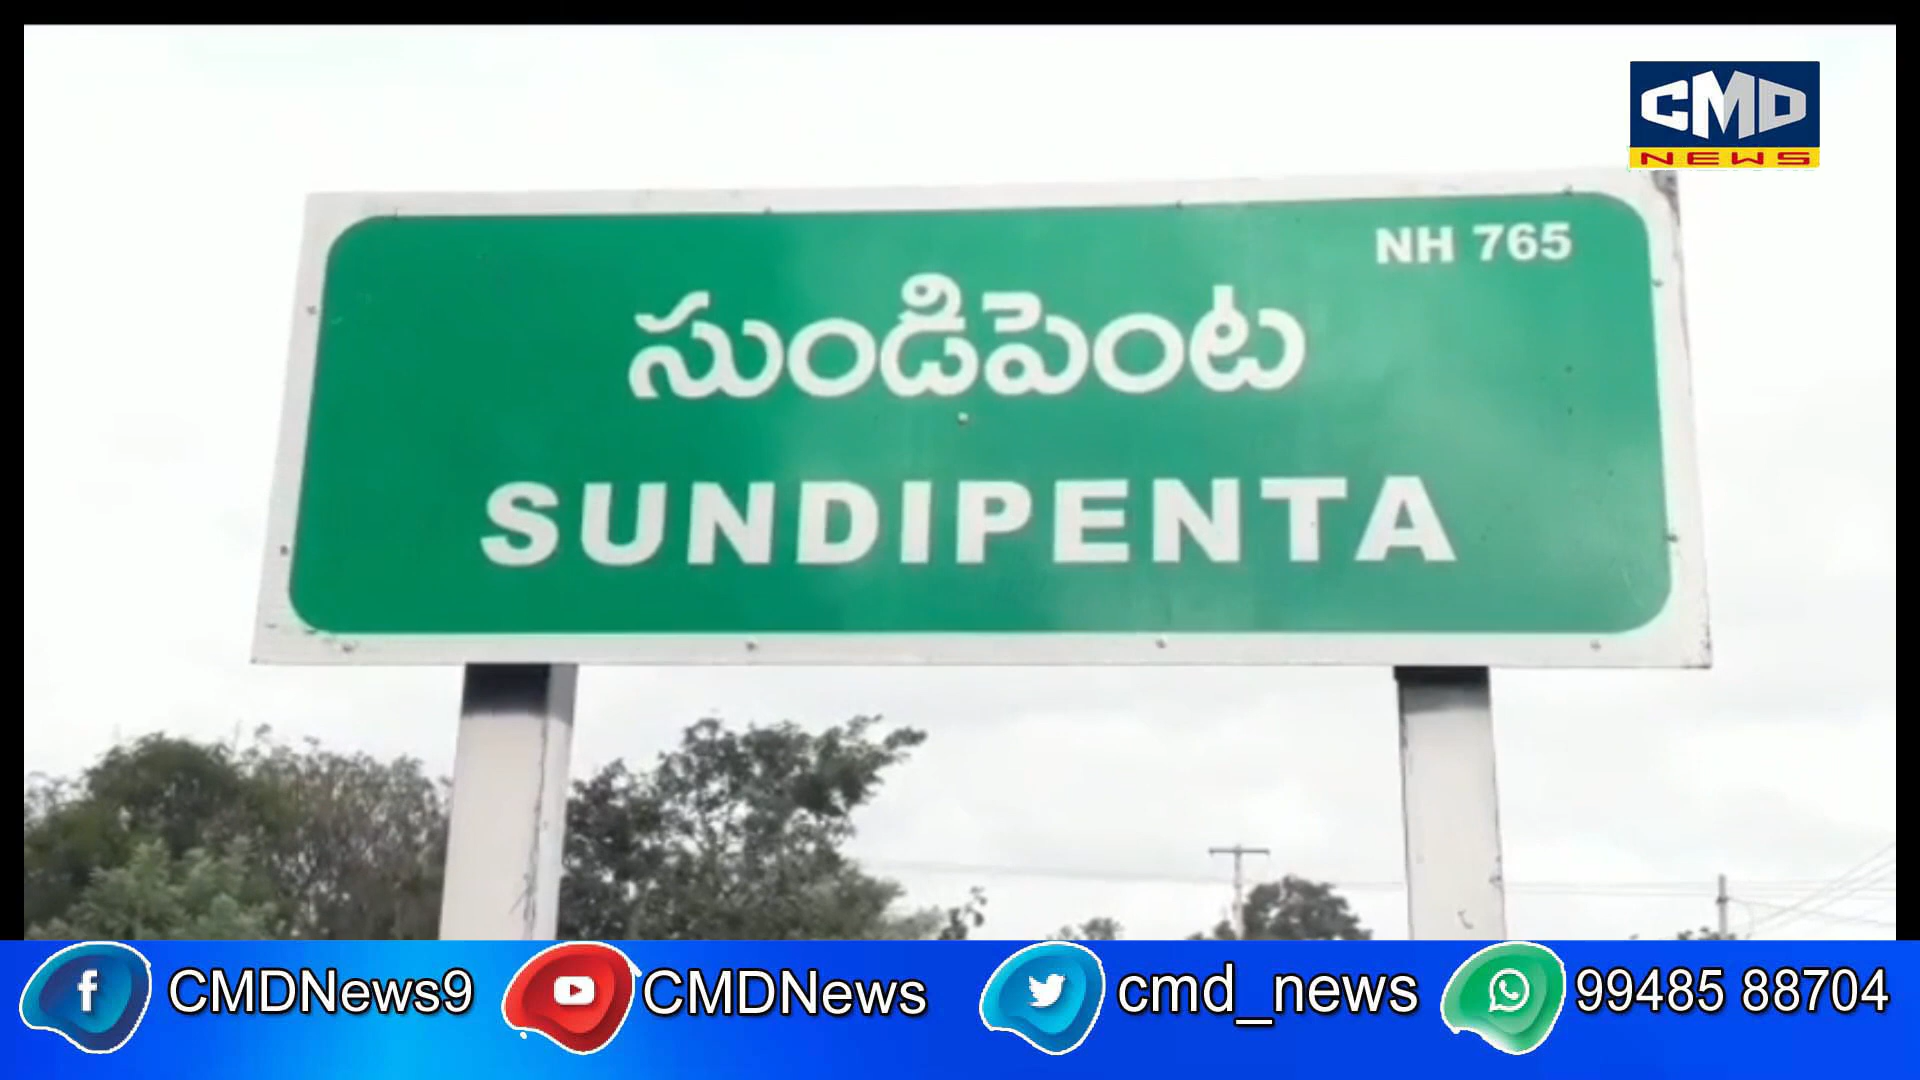 CMD
NEWS
NH 765
సుండిపెంట
SUNDIPENTA
CMDNews9 CMDNews cmd_news 99485 88704